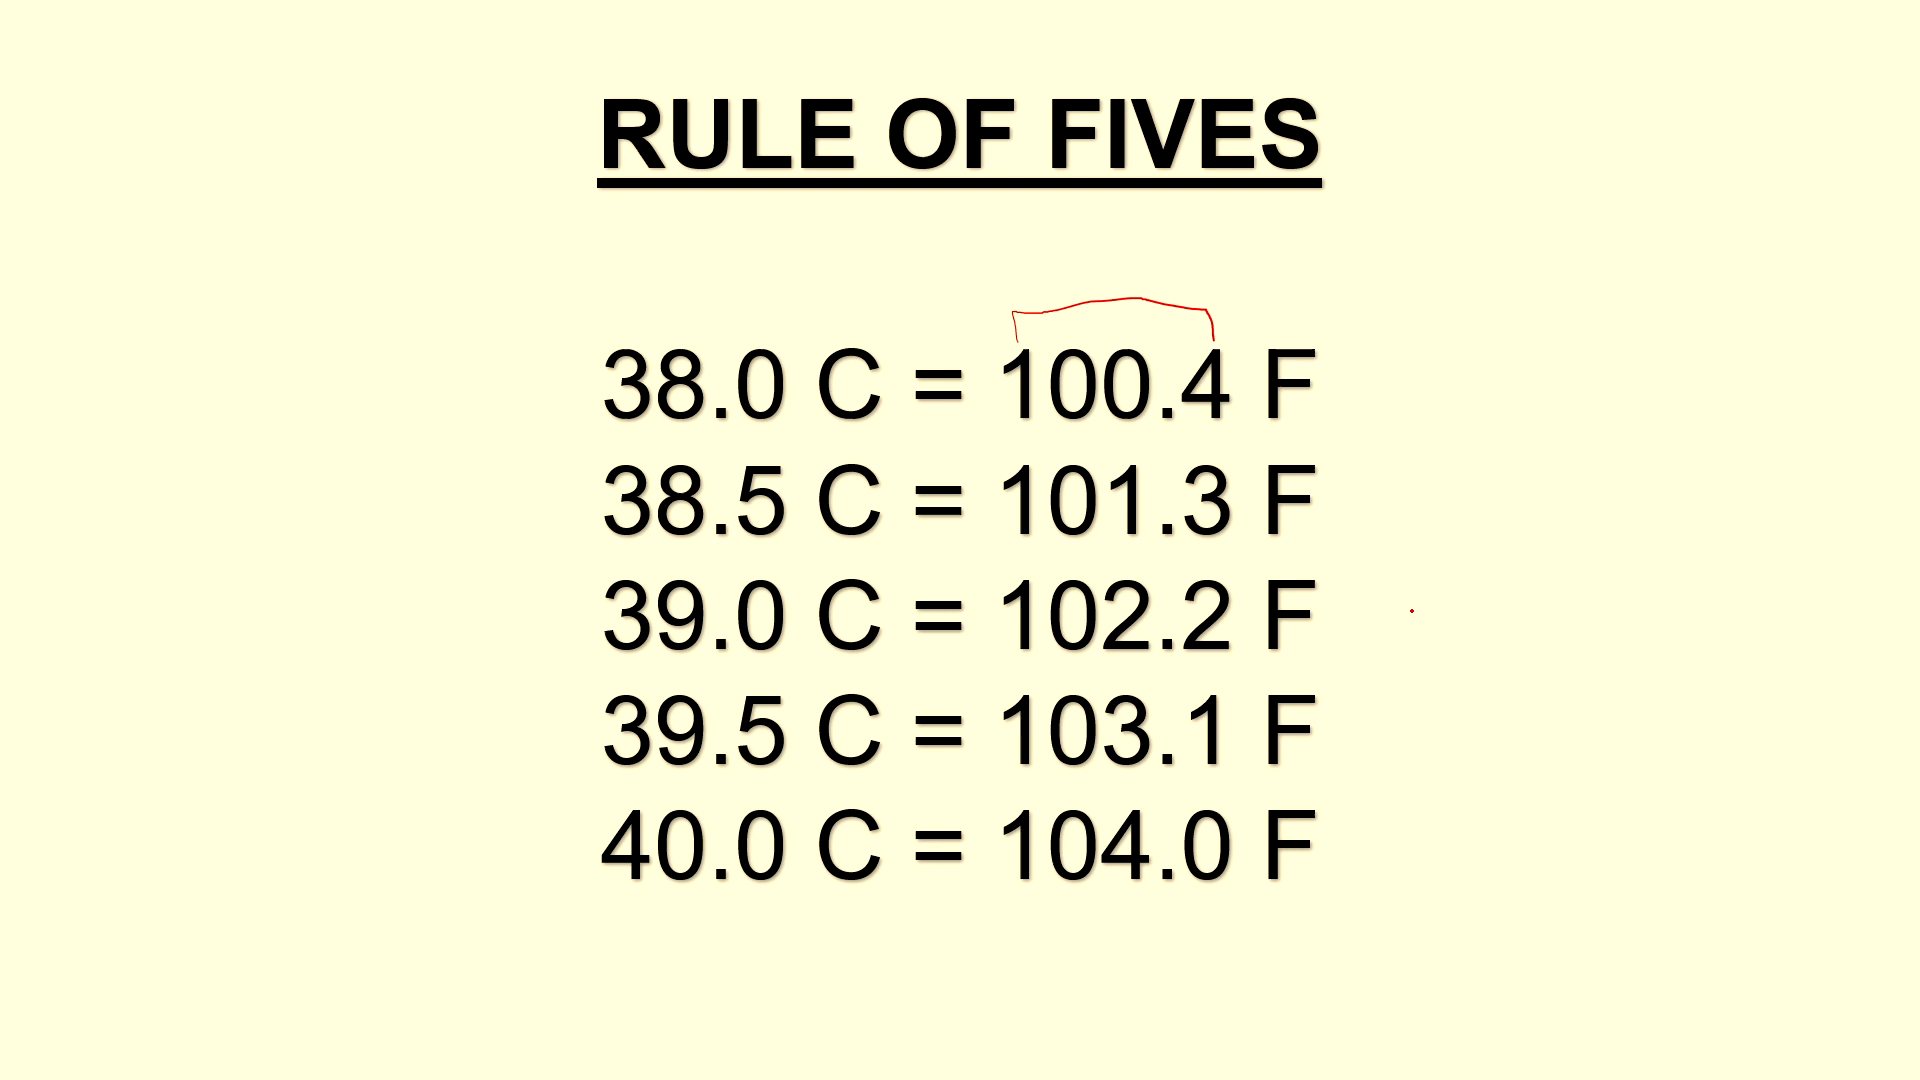 RULE OF FIVES
38.0 C = 100.4 F
38.5 C = 101.3 F
39.0 C = 102.2 F
39.5 C = 103.1 F
40.0 C = 104.0 F